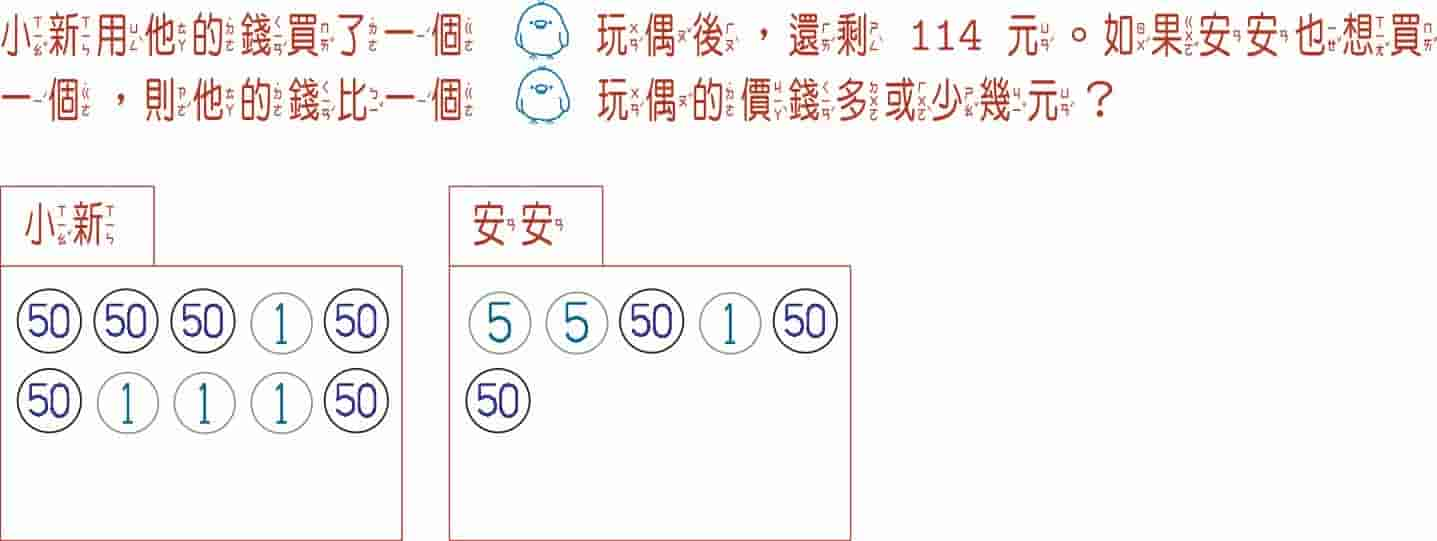 小新用他的錢買了一個 玩偶後，還剩 114 元。如果安安也想買
一個，則他的錢比一個 玩偶的價錢多或少幾元？
小新 安安
50 50 50 1 50 5 5 50 1 50
50 1 1 1 50 50